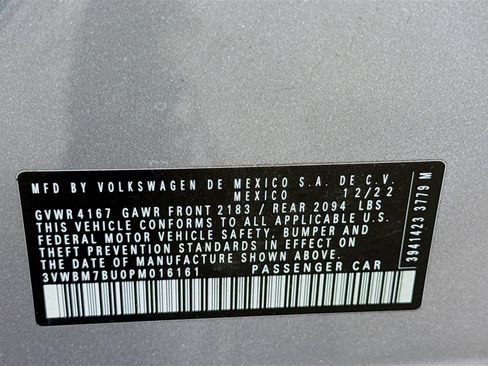 MFD BY VOLKSWAGEN DE MEXICO S.A. DE C.V.
MEXICO 12/22
GVWR 4167 GAWR FRONT 2183 / REAR 2094 LBS
THIS VEHICLE CONFORMS TO ALL APPLICABLE U.S.
FEDERAL MOTOR VEHICLE SAFETY, BUMPER AND
THEFT PREVENTION STANDARDS IN EFFECT ON
THE DATE OF MANUFACTURE SHOWN ABOVE.
3VWBM7BU0PM016161 PASSENGER CAR
3941423 3779 M